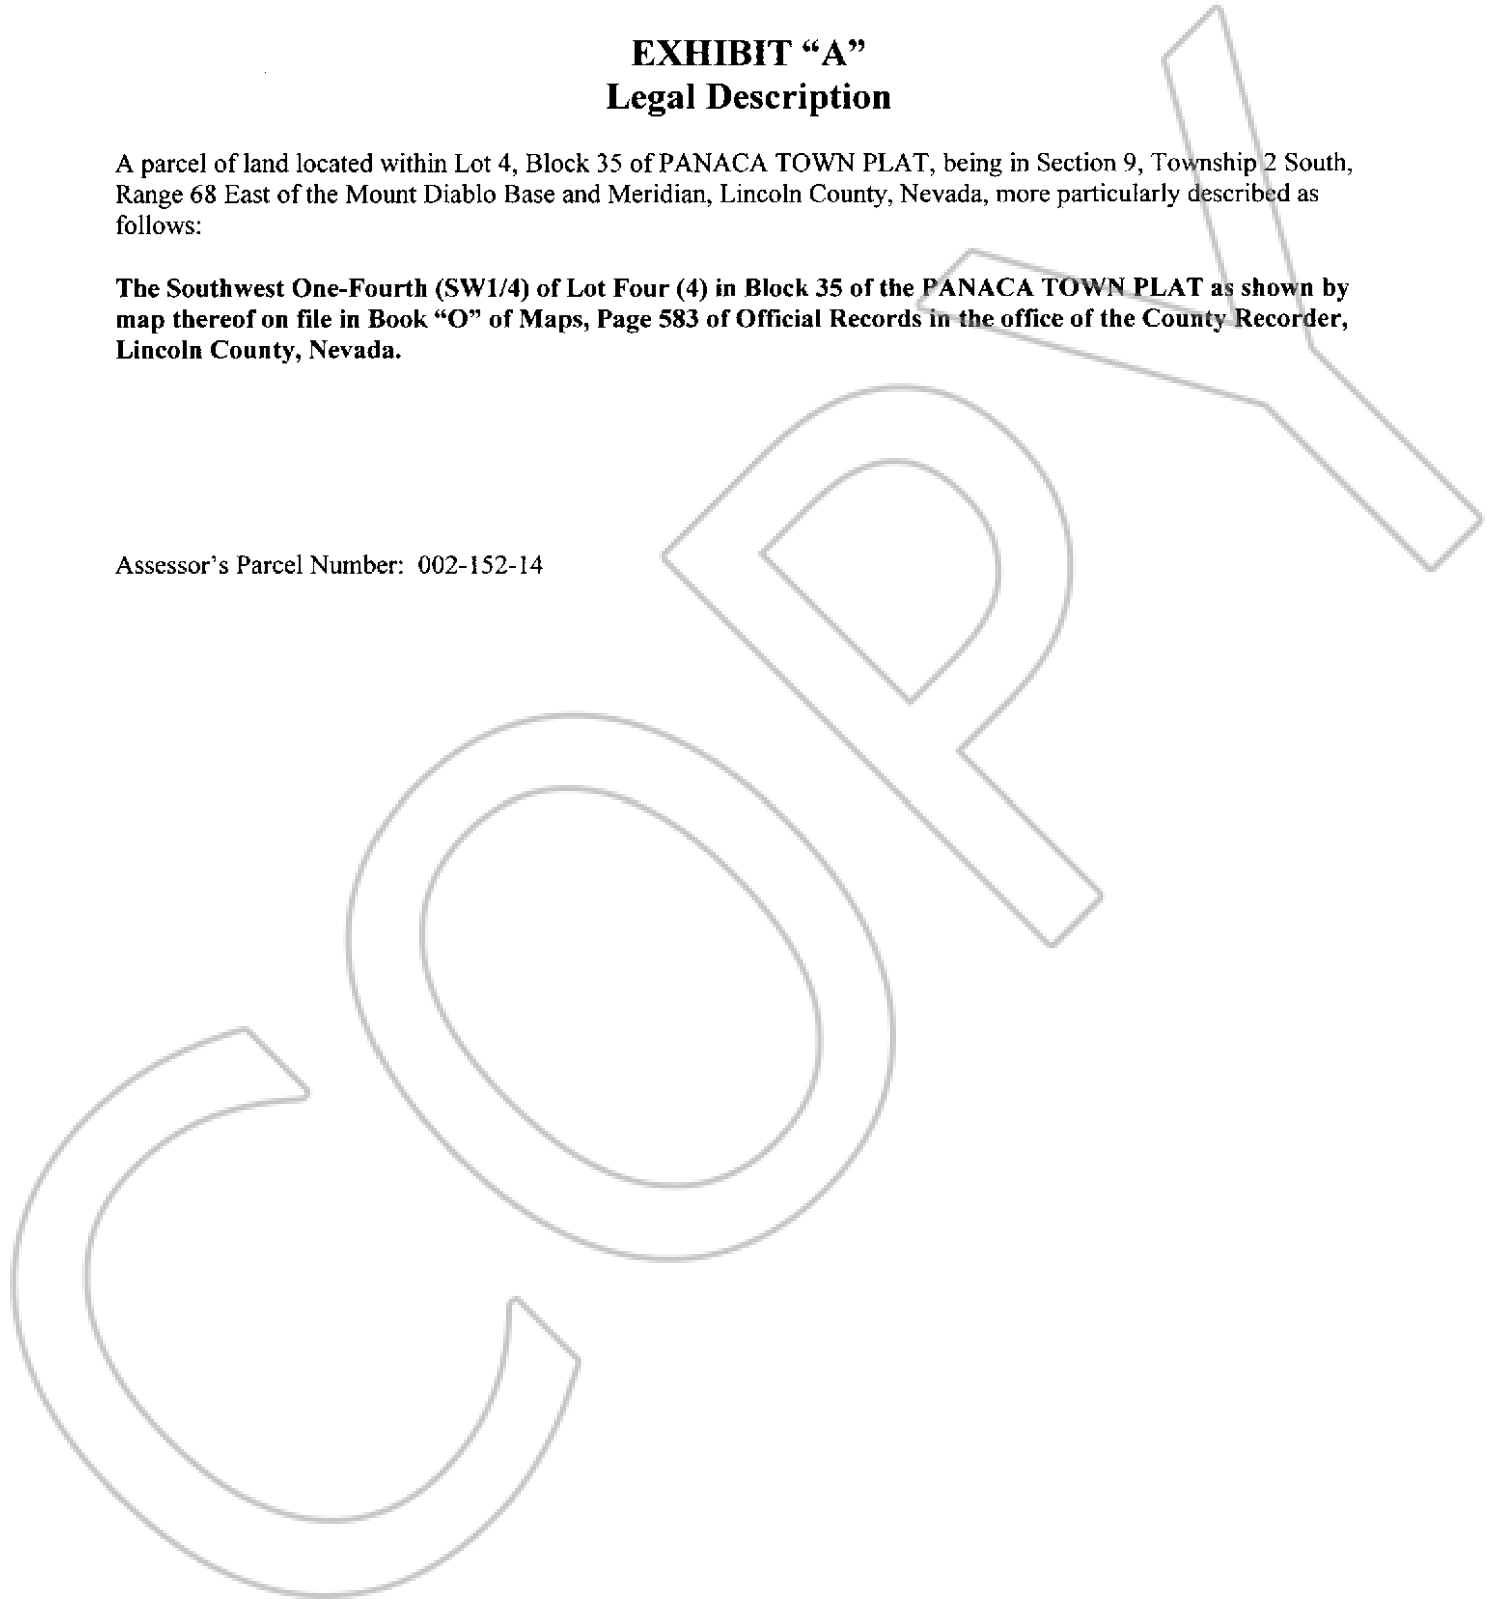 EXHIBIT “A”
Legal Description
A parcel of land located within Lot 4, Block 35 of PANACA TOWN PLAT, being in Section 9, Township 2 South,
Range 68 East of the Mount Diablo Base and Meridian, Lincoln County, Nevada, more particularly described as
follows:
The Southwest One-Fourth (SW1/4) of Lot Four (4) in Block 35 of the PANACA TOWN PLAT as shown by
map thereof on file in Book “O” of Maps, Page 583 of Official Records in the office of the County Recorder,
Lincoln County, Nevada.
Assessor’s Parcel Number: 002-152-14
COPY